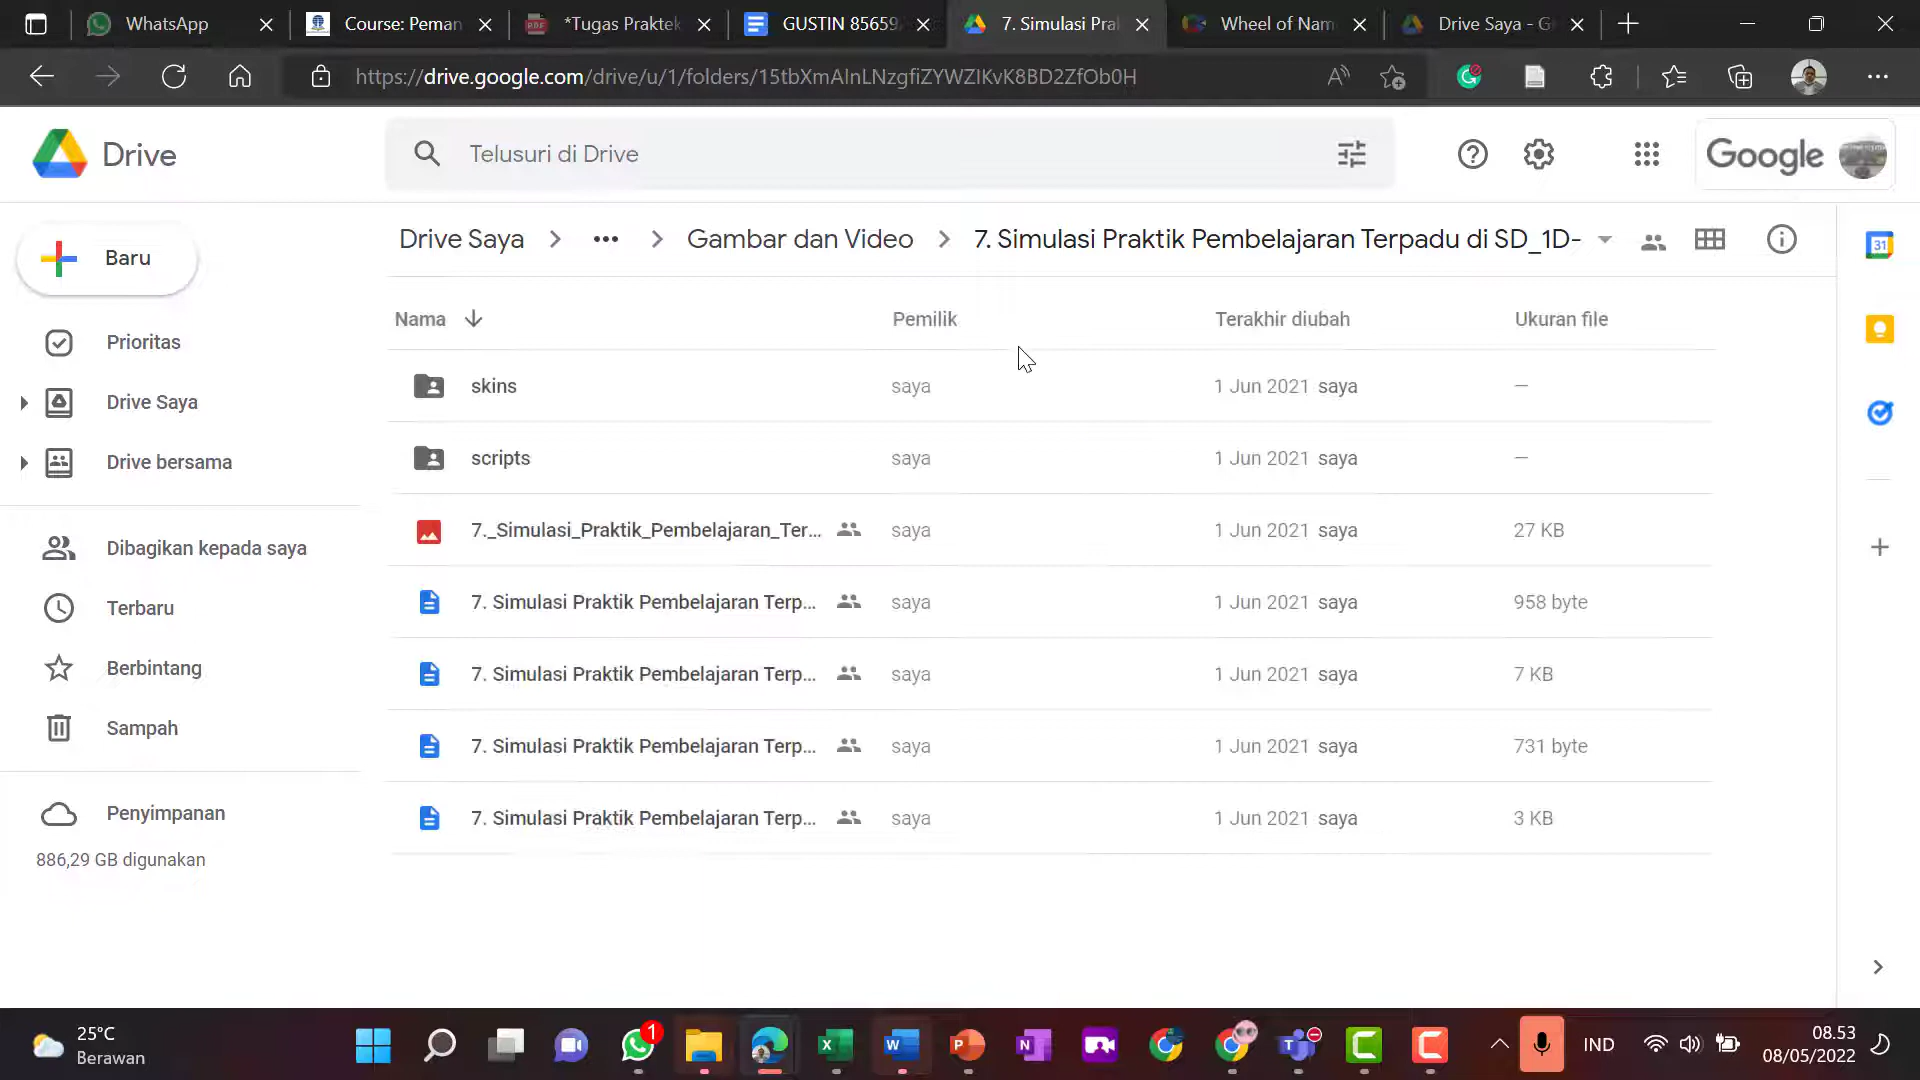 WhatsApp
Course: Peman
*Tugas Praktek
GUSTIN 85659
7. Simulasi Pra
Wheel of Nam
Drive Saya - G
https://drive.google.com/drive/u/1/folders/15tbXmAlnLNzgfiZYWZIKvK8BD2ZfOb0H
Drive
Telusuri di Drive
Google
Baru
Drive Saya > ... > Gambar dan Video > 7. Simulasi Praktik Pembelajaran Terpadu di SD_1D-
Prioritas
Drive Saya
Drive bersama
Dibagikan kepada saya
Terbaru
Berbintang
Sampah
Penyimpanan
886,29 GB digunakan
Nama Pemilik Terakhir diubah Ukuran file
skins saya 1 Jun 2021 saya —
scripts saya 1 Jun 2021 saya —
7._Simulasi_Praktik_Pembelajaran_Ter... saya 1 Jun 2021 saya 27 KB
7. Simulasi Praktik Pembelajaran Terp... saya 1 Jun 2021 saya 958 byte
7. Simulasi Praktik Pembelajaran Terp... saya 1 Jun 2021 saya 7 KB
7. Simulasi Praktik Pembelajaran Terp... saya 1 Jun 2021 saya 731 byte
7. Simulasi Praktik Pembelajaran Terp... saya 1 Jun 2021 saya 3 KB
31
25°C
Berawan
1
IND
08.53
08/05/2022